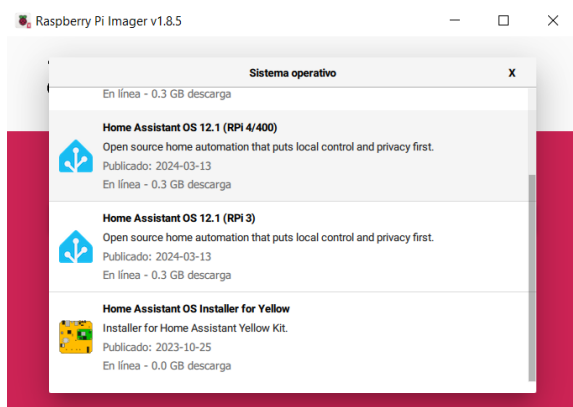 Raspberry Pi Imager v1.8.5
Sistema operativo
X
En línea - 0.3 GB descarga
Home Assistant OS 12.1 (RPi 4/400)
Open source home automation that puts local control and privacy first.
Publicado: 2024-03-13
En línea - 0.3 GB descarga
Home Assistant OS 12.1 (RPi 3)
Open source home automation that puts local control and privacy first.
Publicado: 2024-03-13
En línea - 0.3 GB descarga
Home Assistant OS Installer for Yellow
Installer for Home Assistant Yellow Kit.
Publicado: 2023-10-25
En línea - 0.0 GB descarga